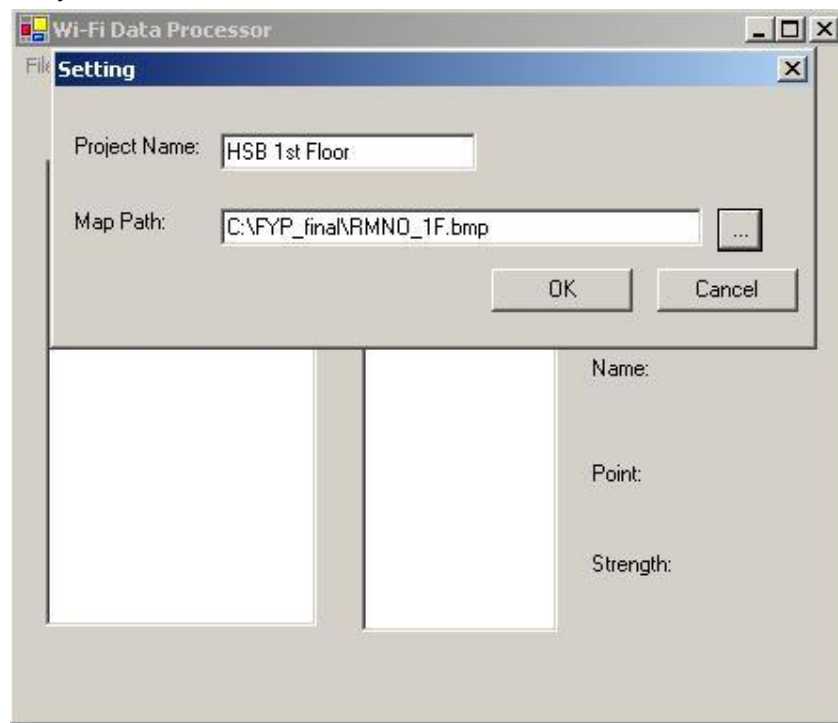 Wi-Fi Data Processor
File
Setting
Project Name: HSB 1st Floor
Map Path: C:\FYP_final\RMNO_1F.bmp ...
OK Cancel
Name:
Point:
Strength: